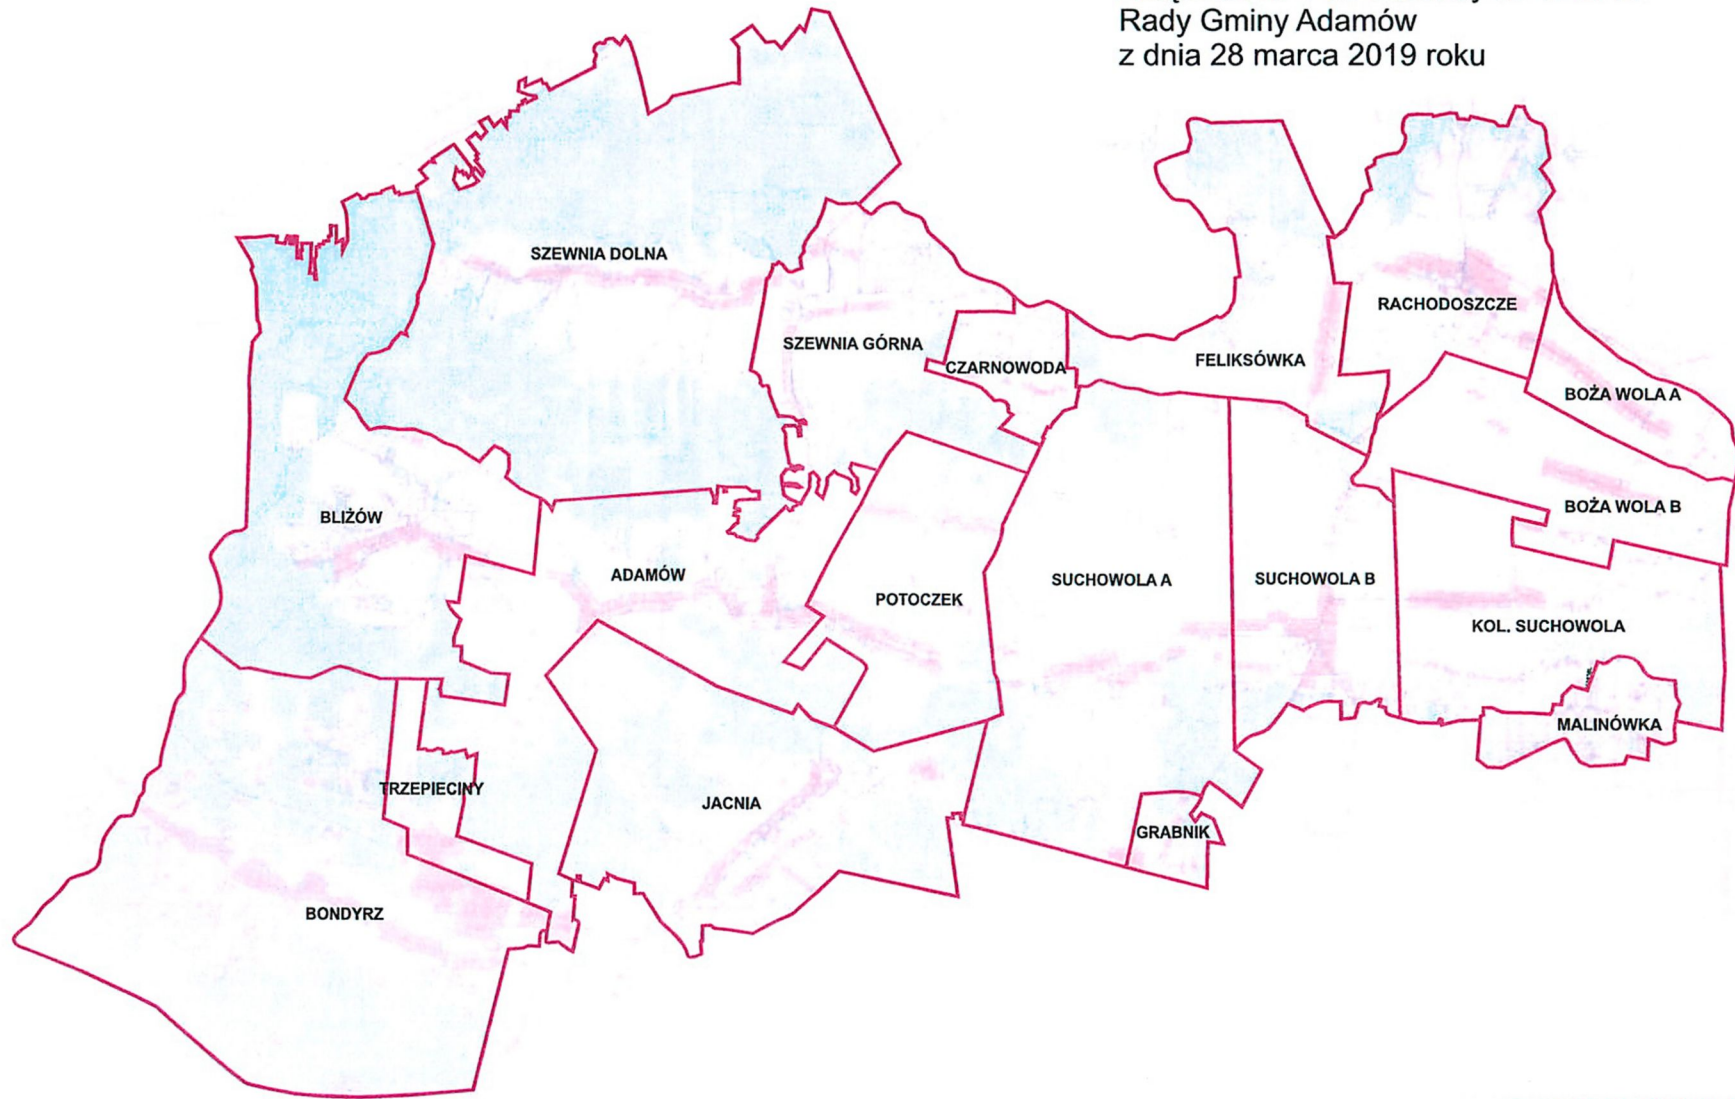 Rady Gminy Adamów
z dnia 28 marca 2019 roku
SZEWNIA DOLNA
RACHODOSZCZE
SZEWNIA GÓRNA
CZARNOWODA
FELIKSÓWKA
BOŻA WOLA A
BLIŻÓW
BOŻA WOLA B
ADAMÓW
POTOCZEK
SUCHOWOLA A
SUCHOWOLA B
KOL. SUCHOWOLA
MALINÓWKA
TRZEPIECINY
JACNIA
GRABNIK
BONDYRZ